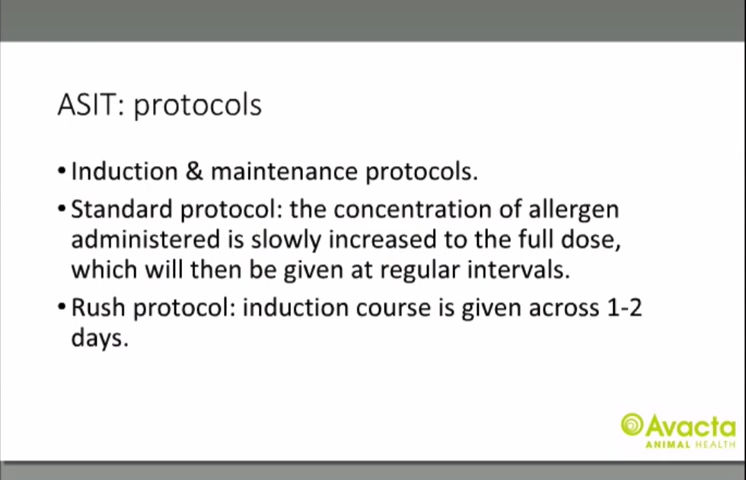 ASIT: protocols
• Induction & maintenance protocols.
• Standard protocol: the concentration of allergen
administered is slowly increased to the full dose,
which will then be given at regular intervals.
• Rush protocol: induction course is given across 1-2
days.
Avacta
ANIMAL HEALTH